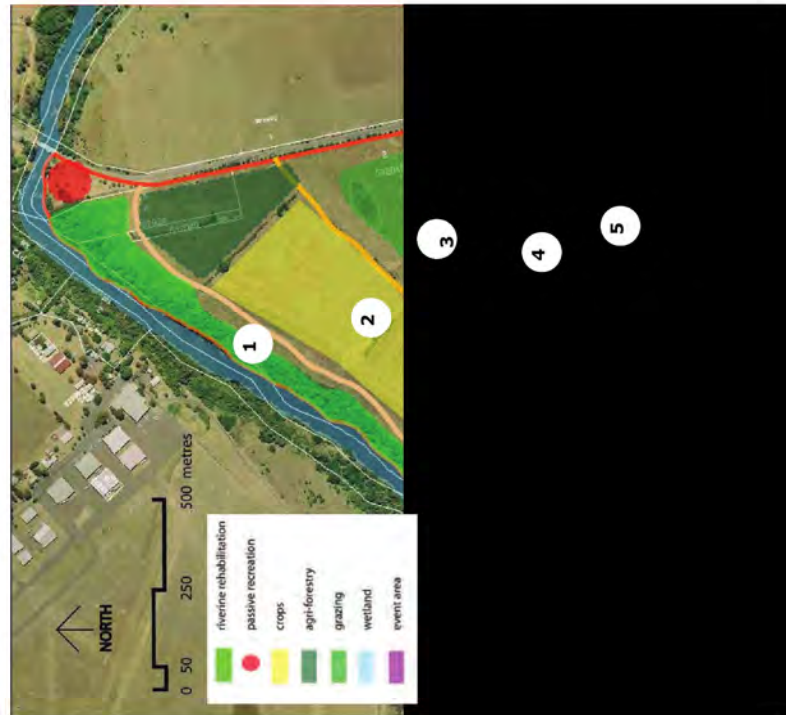 0 50 250 500 metres
NORTH
riverine rehabilitation
passive recreation
crops
agri-forestry
grazing
wetland
event area
1
2
3
4
5